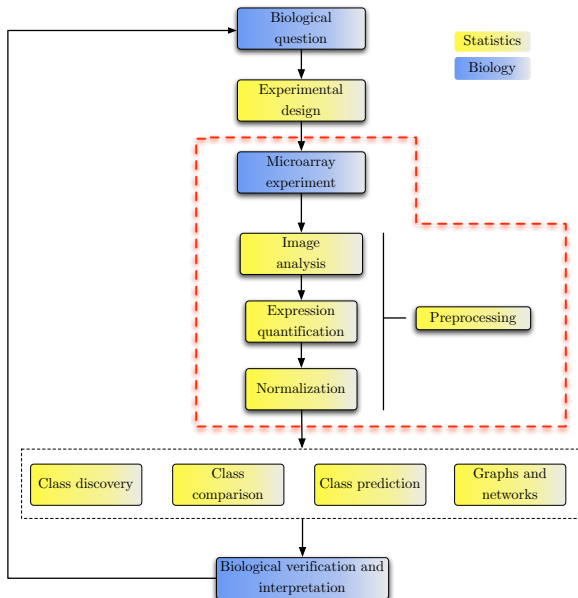 Biological
question
Statistics
Biology
Experimental
design
Microarray
experiment
Image
analysis
Expression
quantification
Preprocessing
Normalization
Class discovery
Class
comparison
Class prediction
Graphs and
networks
Biological verification and
interpretation